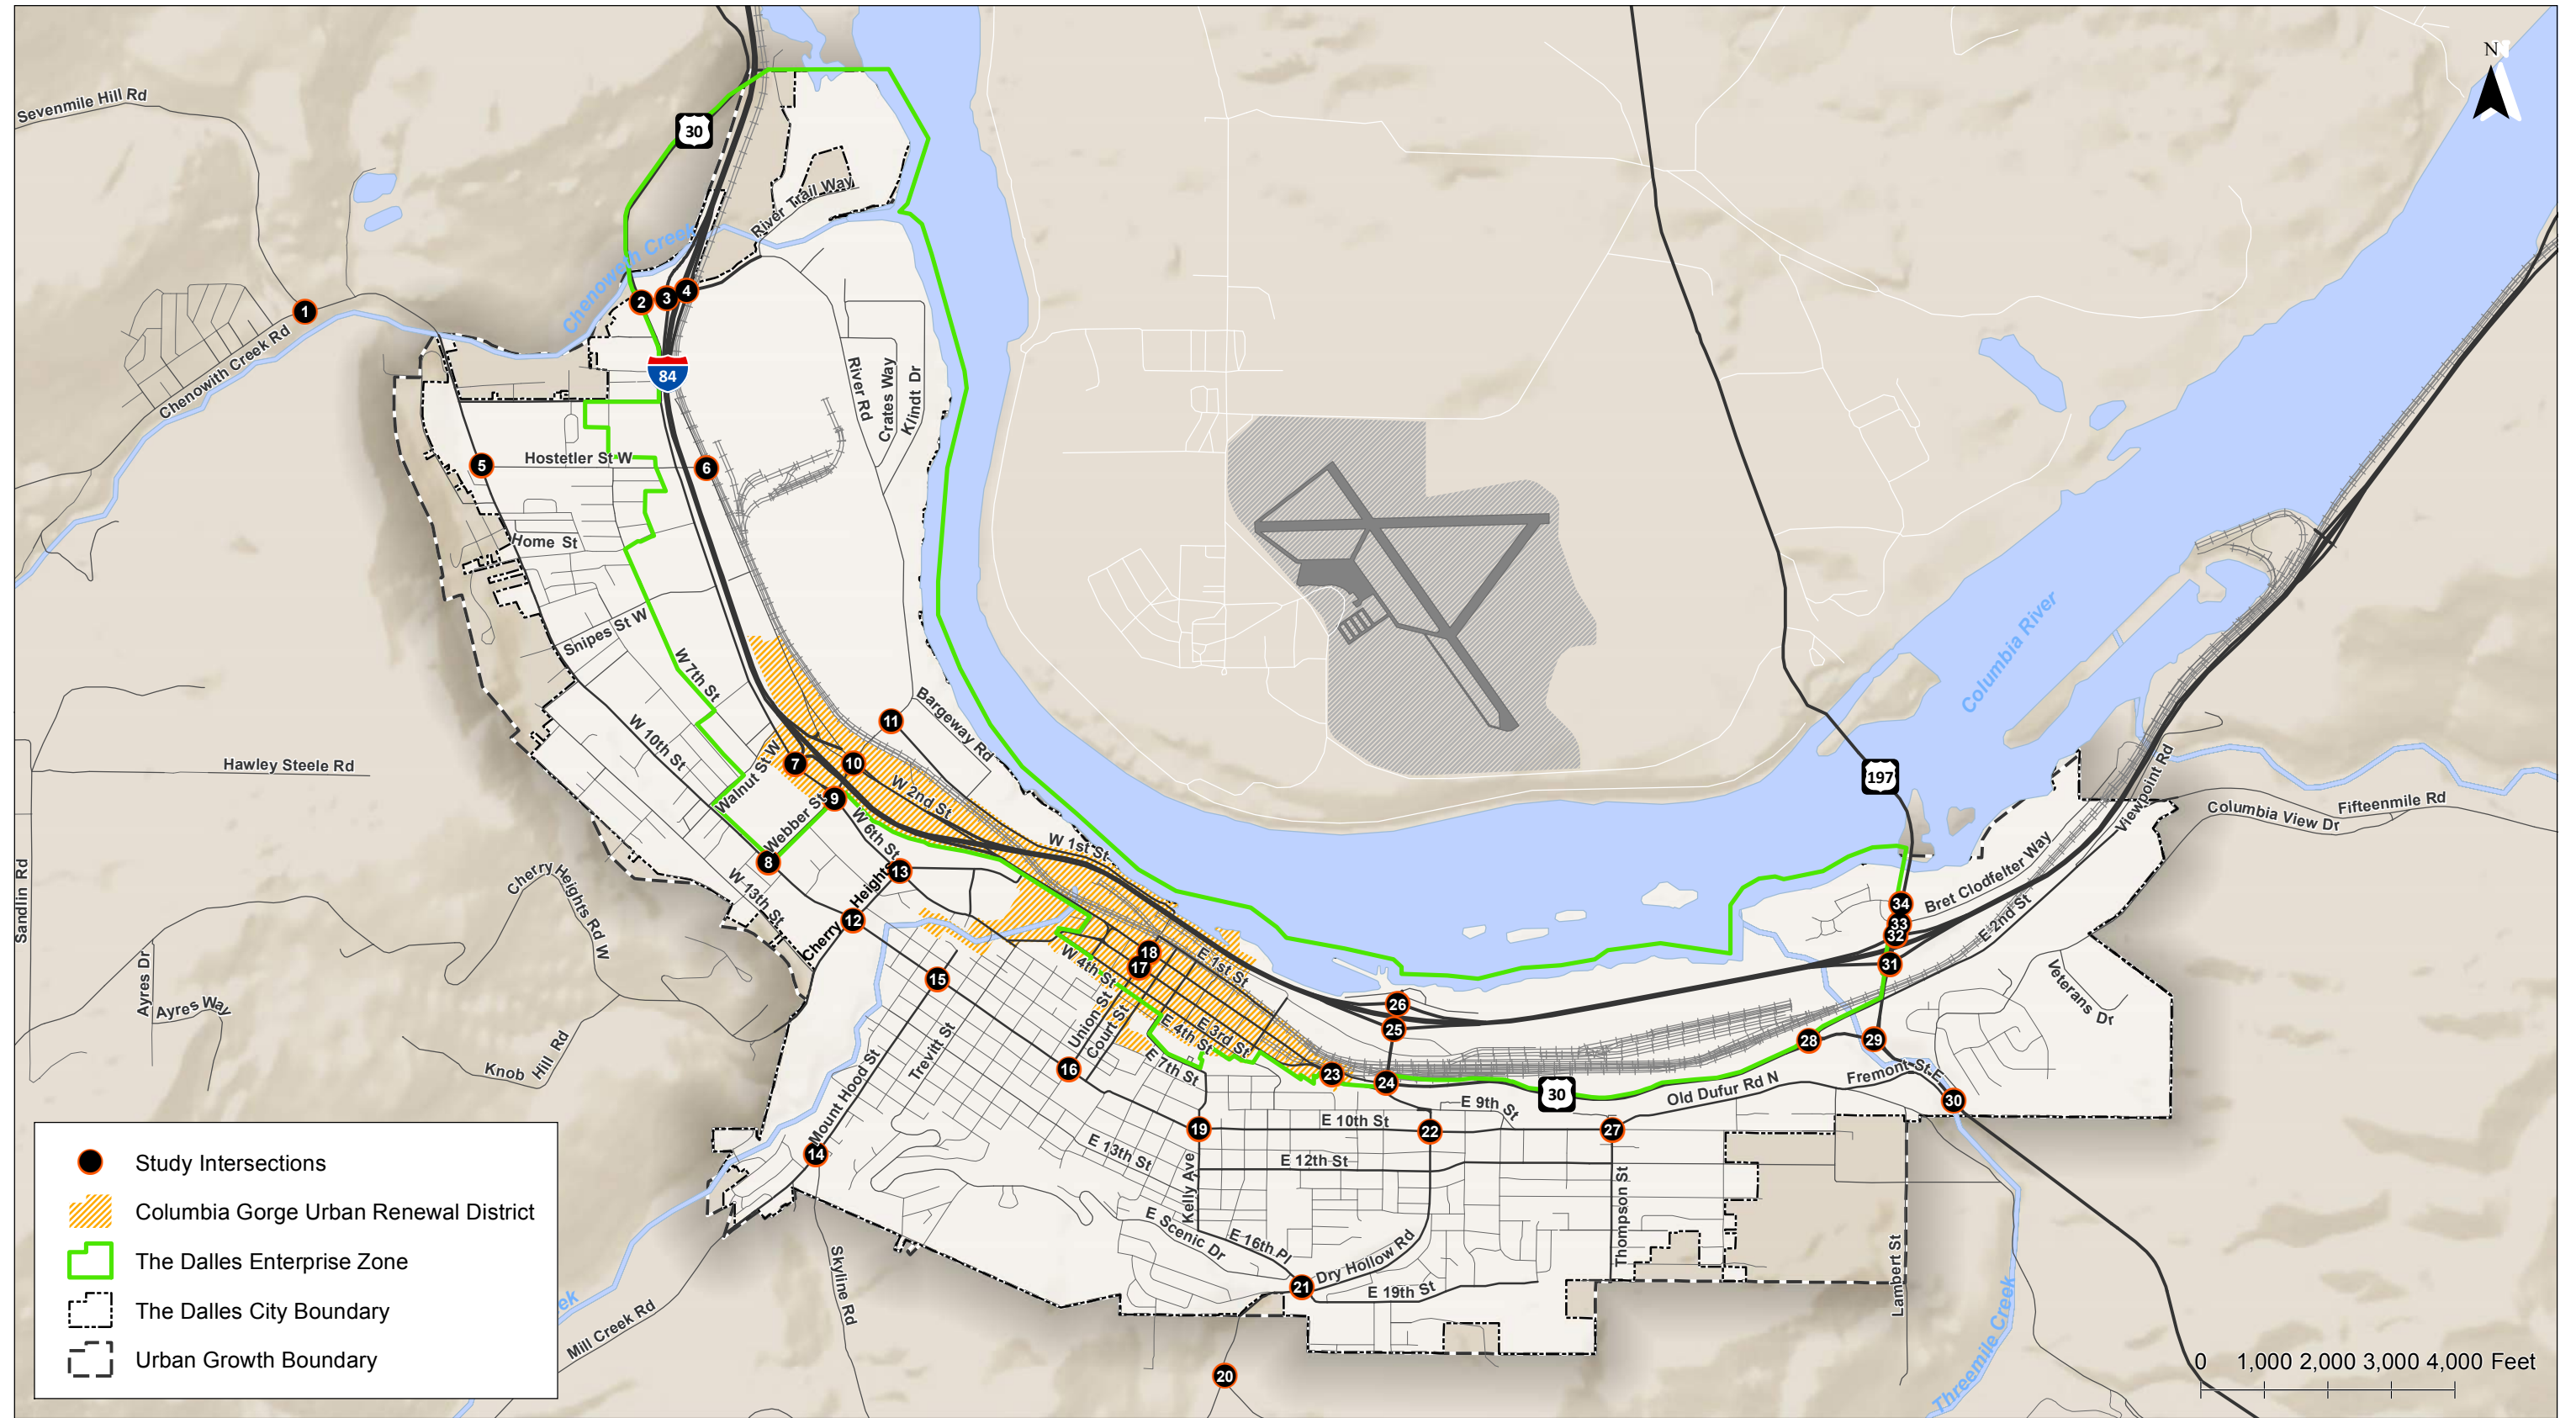 N
Sevenmile Hill Rd
30
River Trail Way
Chenoweth Creek
1
2
3
4
Chenowith Creek Rd
84
River Rd
Crates Way
Klindt Dr
5
Hostetler St W
6
Home St
Snipes St W
W 7th St
Columbia River
Bargeway Rd
11
W 10th St
Hawley Steele Rd
Walnut St W
7
10
197
W 2nd St
9
Webber St
W 6th St
Viewpoint Rd
Columbia View Dr
Fifteenmile Rd
W 1st St
8
13
Cherry Heights Rd W
W 13th St
Cherry Heights
12
Bret Clodfelter Way
34
33
32
E 2nd St
31
Sandlin Rd
Ayres Dr
Ayres Way
15
18
17
W 4th St
E 1st St
26
25
Veterans Dr
Knob Hill Rd
Union St
Court St
E 4th St
E 3rd St
28
29
Trevitt St
Mount Hood St
16
E 7th St
23
24
30
Old Dufur Rd N
Fremont St E
30
E 9th St
19
E 10th St
22
27
E 13th St
E 12th St
14
Kelly Ave
Thompson St
E Scenic Dr
E 16th Pl
Dry Hollow Rd
21
E 19th St
Lambert St
Skyline Rd
Mill Creek Rd
ek
20
Threemile Creek
Study Intersections
Columbia Gorge Urban Renewal District
The Dalles Enterprise Zone
The Dalles City Boundary
Urban Growth Boundary
0 1,000 2,000 3,000 4,000 Feet